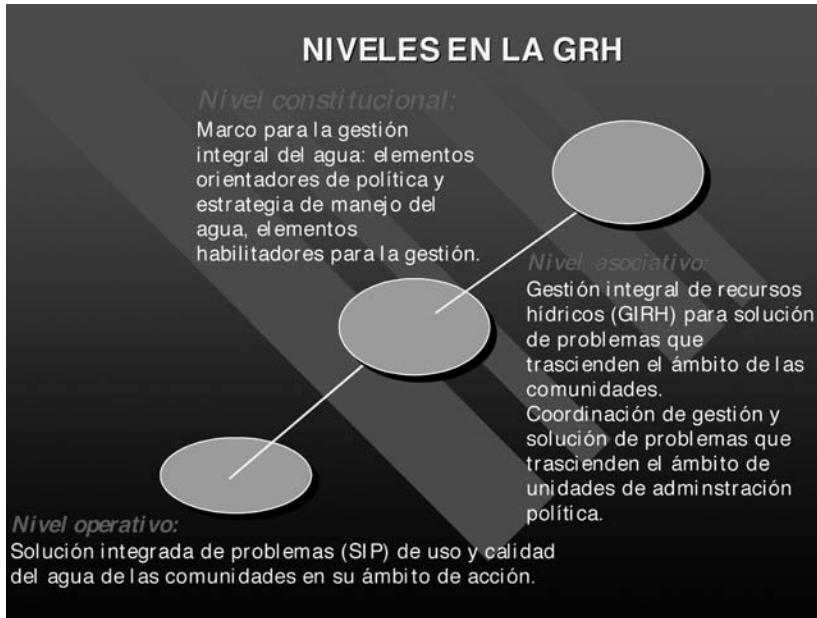 NIVELES EN LA GRH
Nivel constitucional:
Marco para la gestión
integral del agua: elementos
orientadores de política y
estrategia de manejo del
agua, elementos
habilitadores para la gestión.
Nivel asociativo:
Gestión integral de recursos
hídricos (GIRH) para solución
de problemas que
trascienden el ámbito de las
comunidades.
Coordinación de gestión y
solución de problemas que
trascienden el ámbito de
unidades de adminstración
política.
Nivel operativo:
Solución integrada de problemas (SIP) de uso y calidad
del agua de las comunidades en su ámbito de acción.